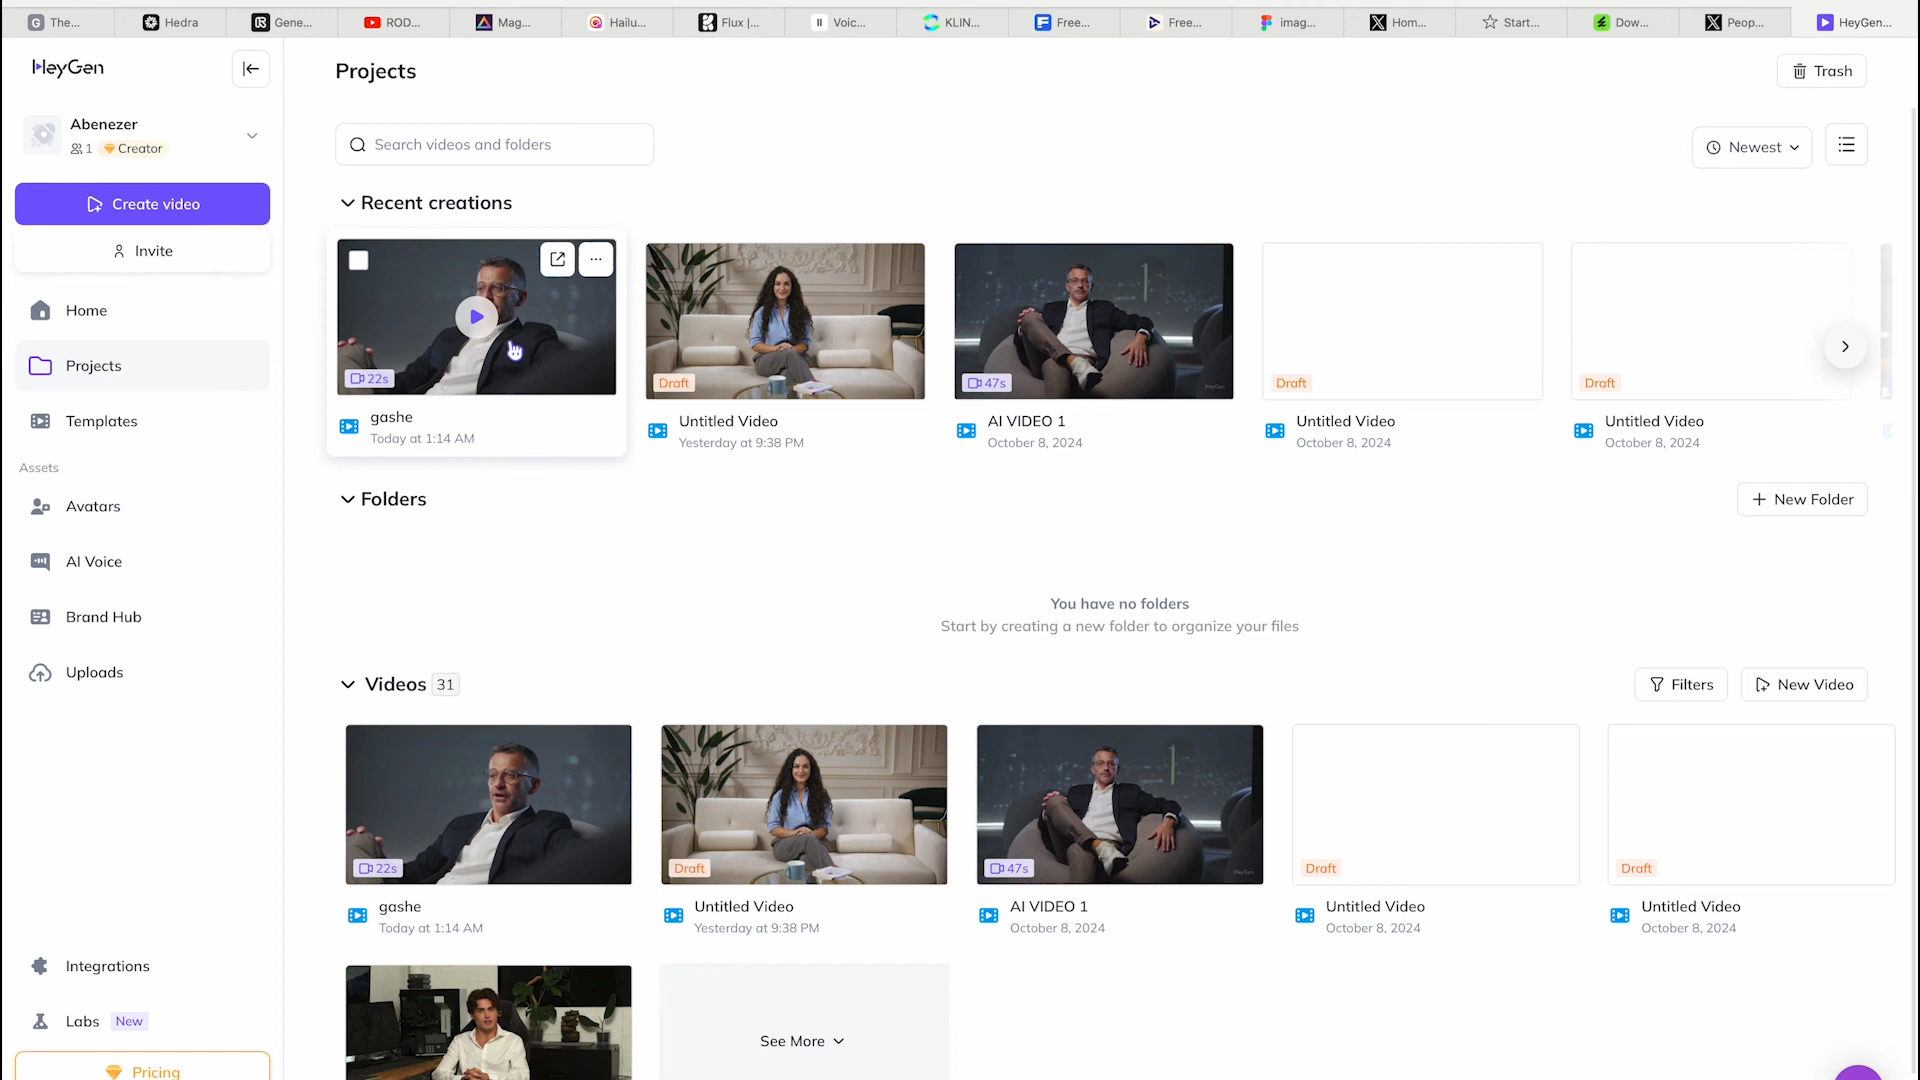 The...
Hedra
Gene...
ROD...
Mag...
Hailu...
Flux |...
Voic...
KLIN...
Free...
Free...
imag...
Hom...
Start...
Dow...
Peop...
HeyGen...
HeyGen
Projects
Trash
Abenezer
1 Creator
Search videos and folders
Newest
Create video
Recent creations
Invite
Home
Projects
Templates
22s
Draft
47s
HeyGen
Draft
Draft
gashe
Today at 1:14 AM
Untitled Video
Yesterday at 9:38 PM
AI VIDEO 1
October 8, 2024
Untitled Video
October 8, 2024
Untitled Video
October 8, 2024
Assets
Avatars
AI Voice
Brand Hub
Uploads
Folders
New Folder
You have no folders
Start by creating a new folder to organize your files
Videos 31
Filters
New Video
22s
Draft
47s
HeyGen
Draft
Draft
gashe
Today at 1:14 AM
Untitled Video
Yesterday at 9:38 PM
AI VIDEO 1
October 8, 2024
Untitled Video
October 8, 2024
Untitled Video
October 8, 2024
Integrations
Labs New
Pricing
See More